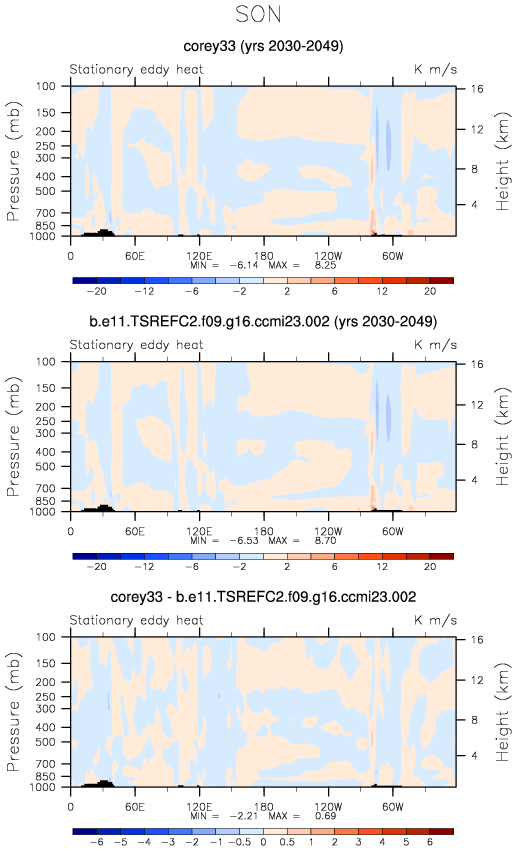 SON
corey33 (yrs 2030-2049)
Stationary eddy heat K m/s
Pressure (mb)
100
150
200
250
300
400
500
700
850
1000
16
12
8
4
Height (km)
0 60E 120E 180 120W 60W
MIN = -6.14 MAX = 8.25
-20 -12 -6 -2 2 6 12 20
b.e11.TSREFC2.f09.g16.ccmi23.002 (yrs 2030-2049)
Stationary eddy heat K m/s
Pressure (mb)
100
150
200
250
300
400
500
700
850
1000
16
12
8
4
Height (km)
0 60E 120E 180 120W 60W
MIN = -6.53 MAX = 8.70
-20 -12 -6 -2 2 6 12 20
corey33 - b.e11.TSREFC2.f09.g16.ccmi23.002
Stationary eddy heat K m/s
Pressure (mb)
100
150
200
250
300
400
500
700
850
1000
16
12
8
4
Height (km)
0 60E 120E 180 120W 60W
MIN = -2.21 MAX = 0.69
-6 -5 -4 -3 -2 -1 -0.5 0 0.5 1 2 3 4 5 6